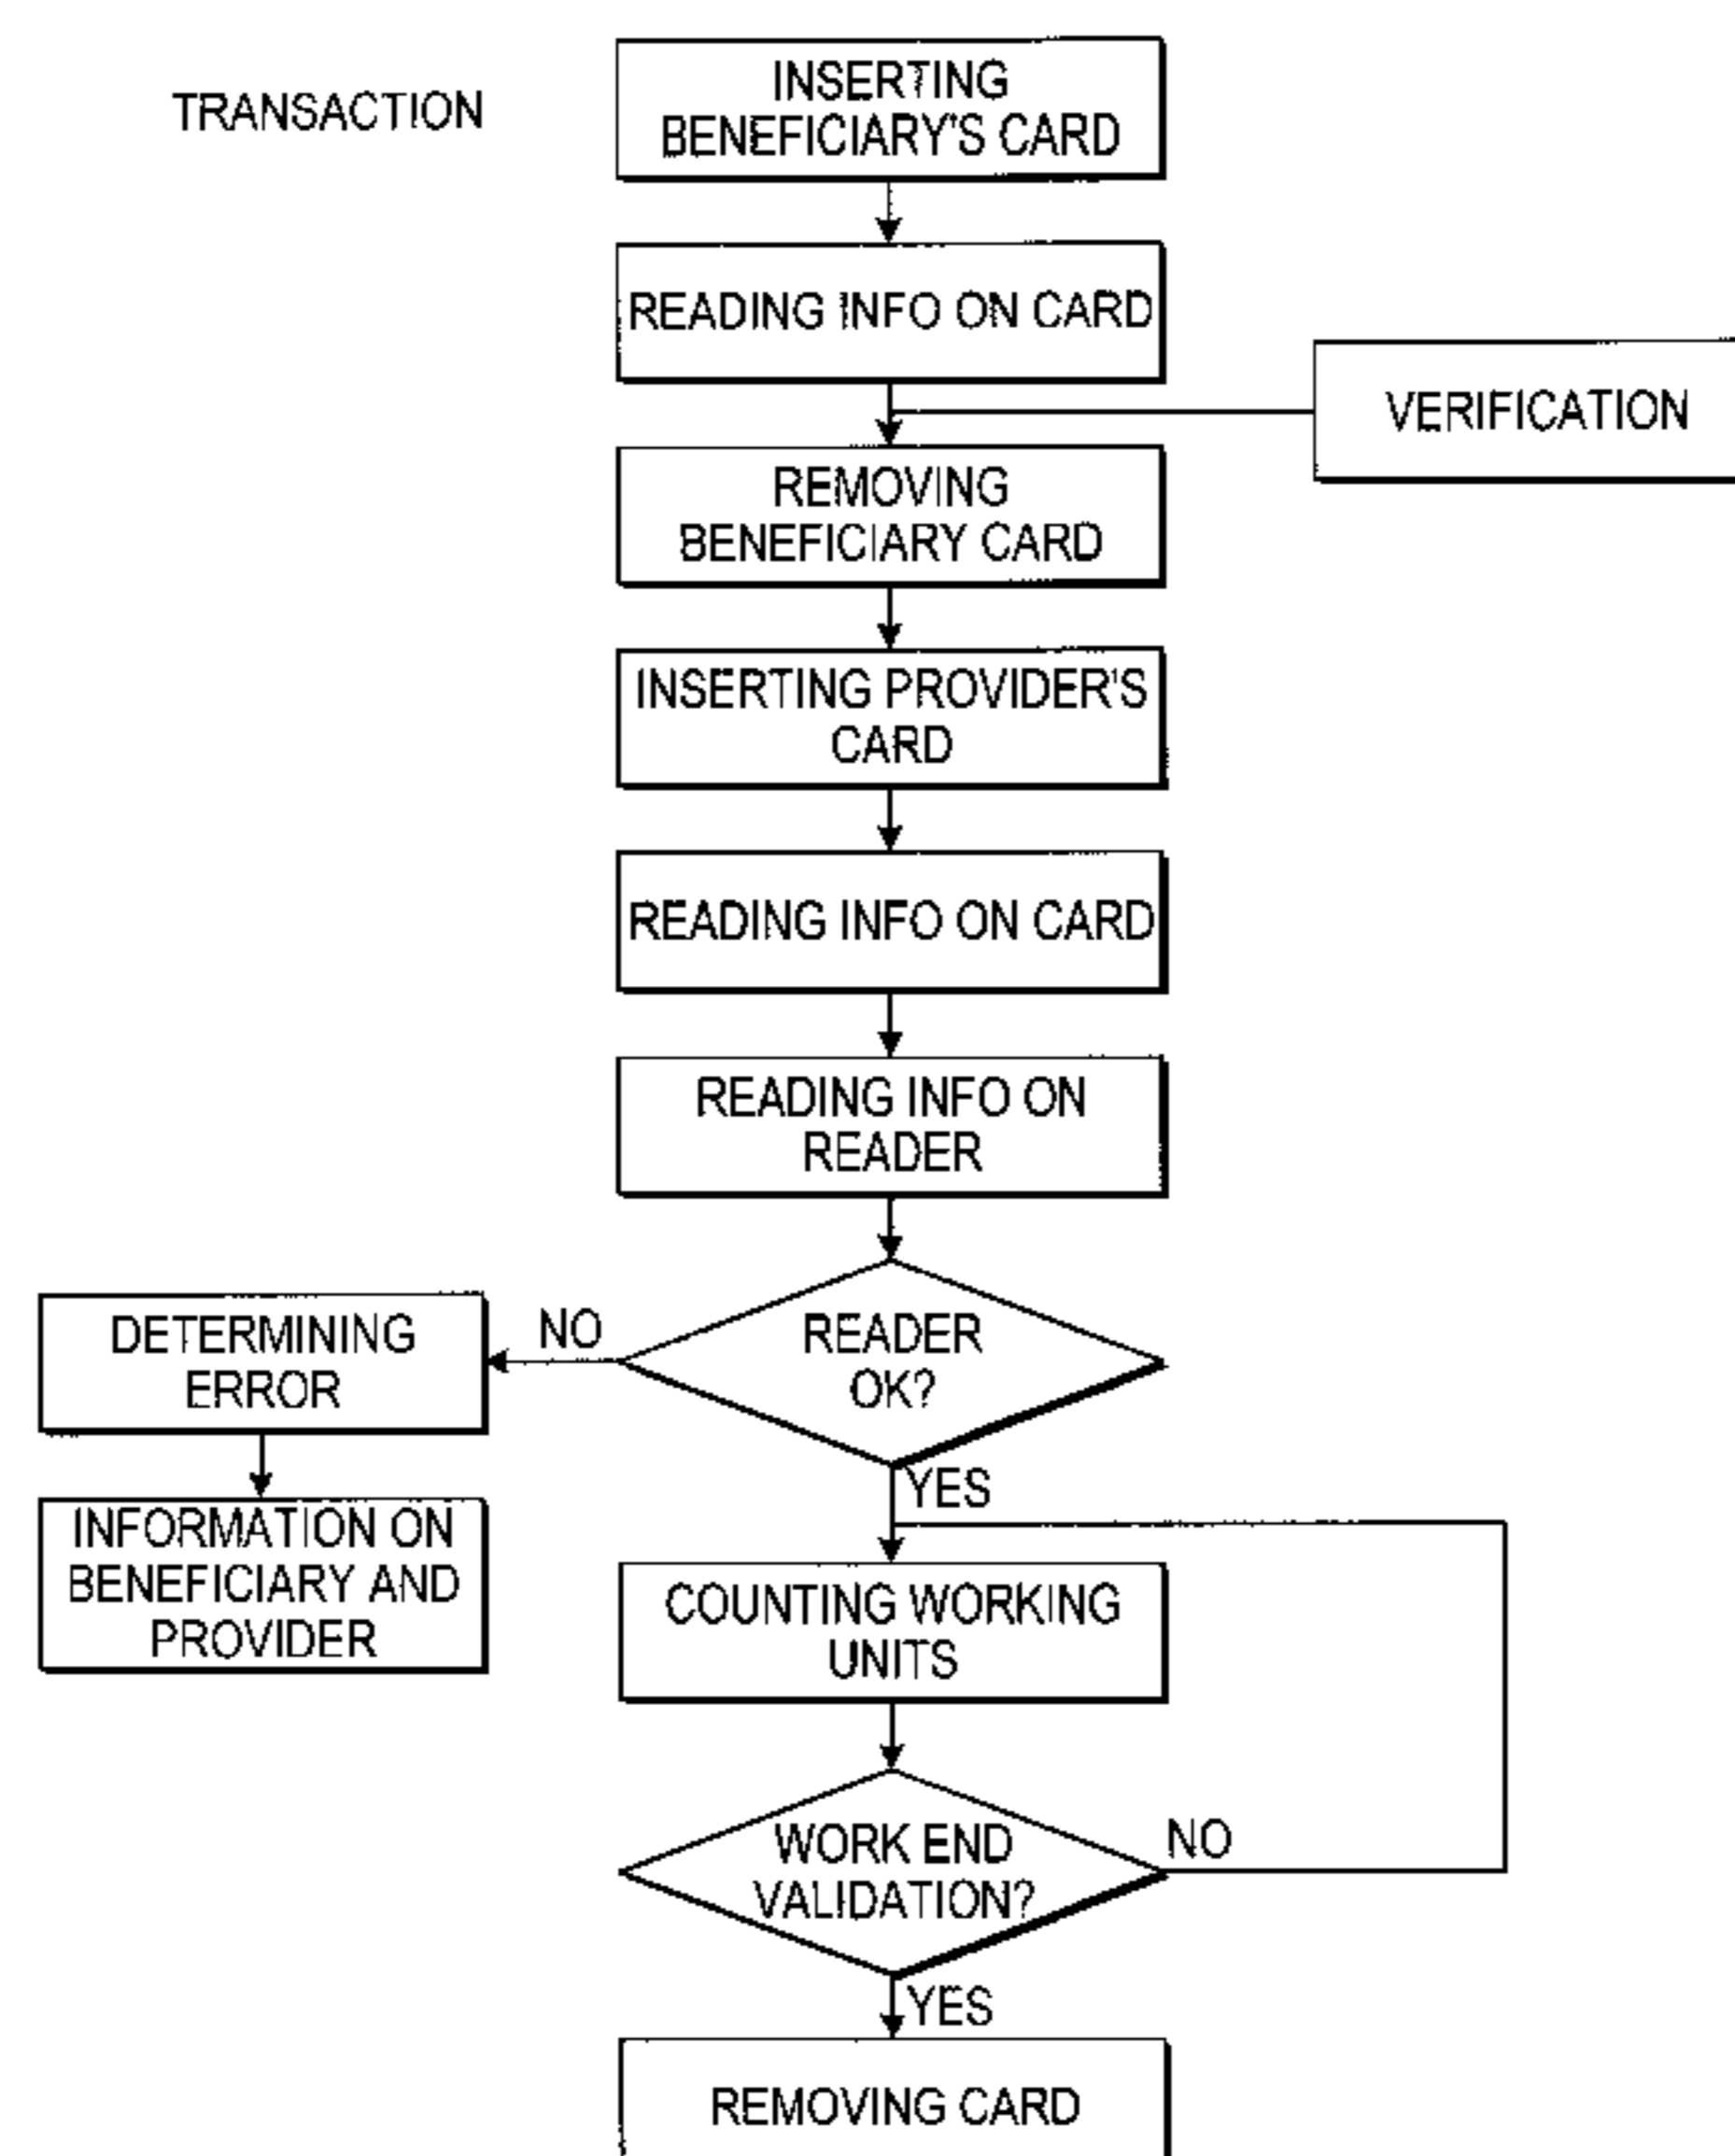 TRANSACTION
INSERTING
BENEFICIARY'S CARD
READING INFO ON CARD
VERIFICATION
REMOVING
BENEFICIARY CARD
INSERTING PROVIDER'S
CARD
READING INFO ON CARD
READING INFO ON
READER
READER
OK?
NO
DETERMINING
ERROR
YES
INFORMATION ON
BENEFICIARY AND
PROVIDER
COUNTING WORKING
UNITS
WORK END
VALIDATION?
NO
YES
REMOVING CARD